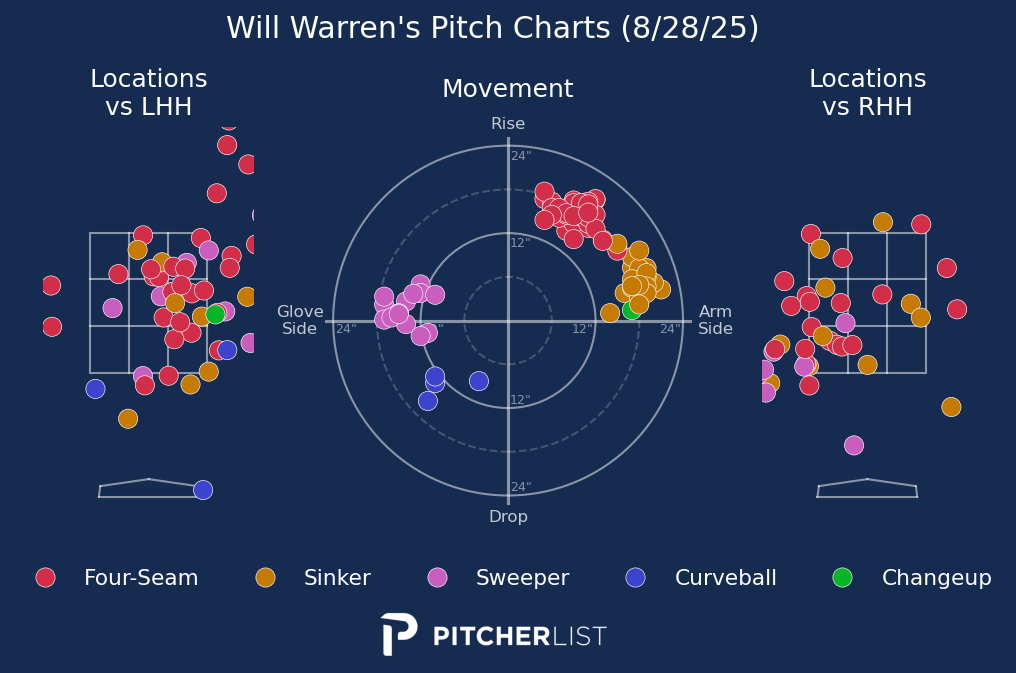 Will Warren's Pitch Charts (8/28/25)
Locations
vs LHH
Movement
Locations
vs RHH
Rise
24"
12"
Glove
Side
24"
12"
24"
Arm
Side
12"
24"
Drop
Four-Seam
Sinker
Sweeper
Curveball
Changeup
PITCHERLIST